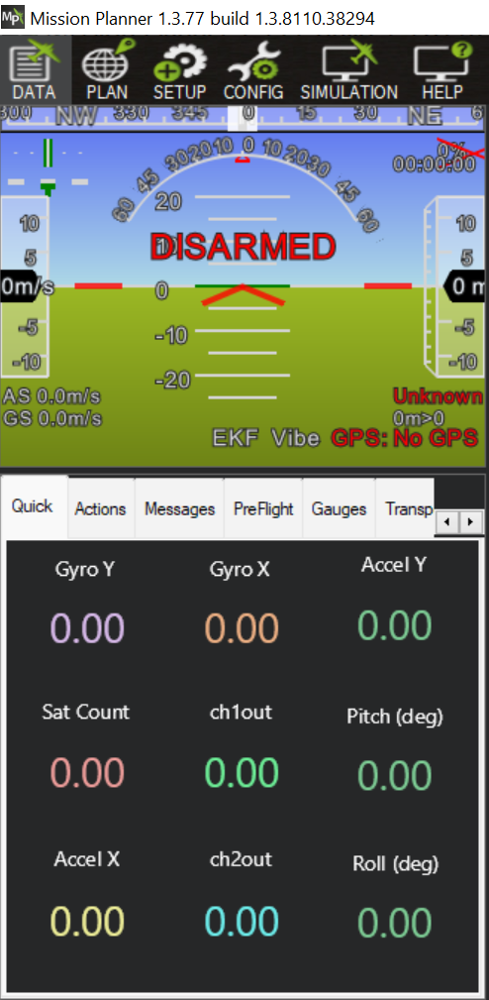 Mp Mission Planner 1.3.77 build 1.3.8110.38294
DATA PLAN SETUP CONFIG SIMULATION HELP
300 NW 330 345 0 15 30 NE 6
0%
00:00:00
60 45 30 20 10 0 10 20 30 45 60
20
10 10
DISARMED
10
5 5
0m/s 0 0 m
-5 -10 -5
-10 -10
-20
AS 0.0m/s Unknown
GS 0.0m/s 0m>0
EKF Vibe GPS: No GPS
Quick Actions Messages PreFlight Gauges Transp
Gyro Y Gyro X Accel Y
0.00 0.00 0.00
Sat Count ch1out Pitch (deg)
0.00 0.00 0.00
Accel X ch2out Roll (deg)
0.00 0.00 0.00